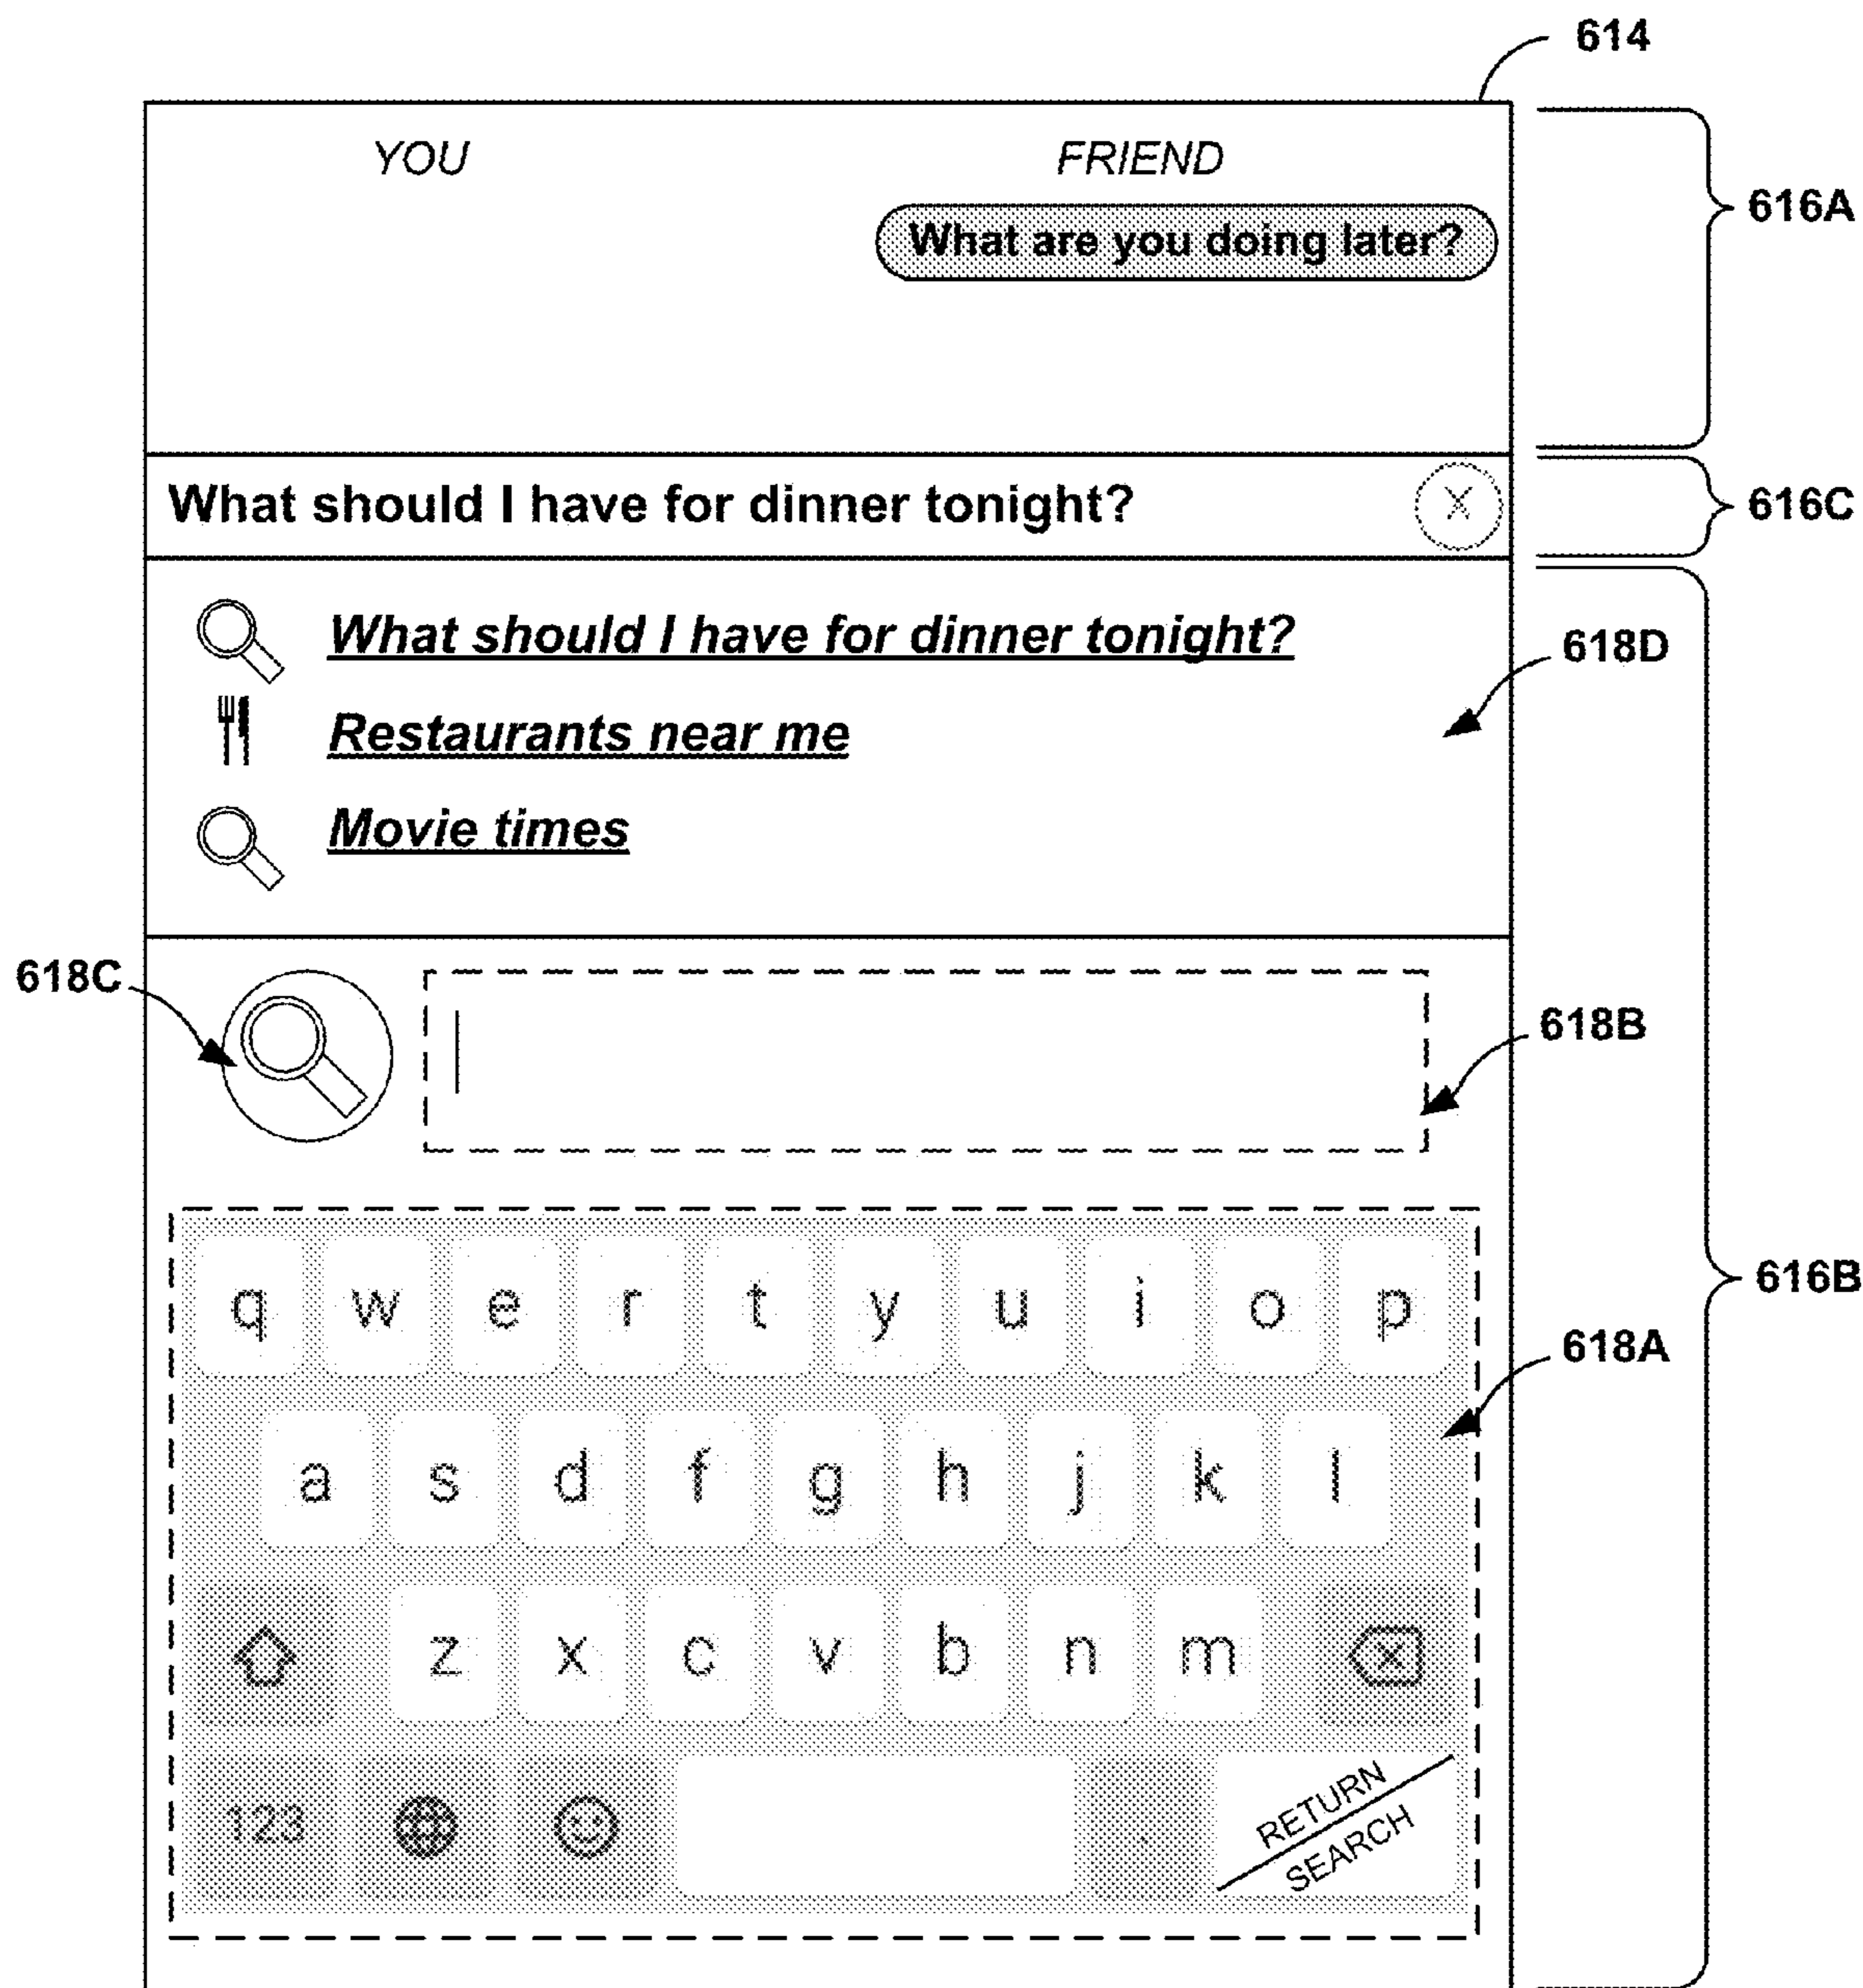 614
YOU FRIEND
616A
What are you doing later?
What should I have for dinner tonight? X
616C
What should I have for dinner tonight?
618D
Restaurants near me
Movie times
618C
618B
616B
q w e r t y u i o p
618A
a s d f g h j k l
z x c v b n m
123 . RETURN
SEARCH